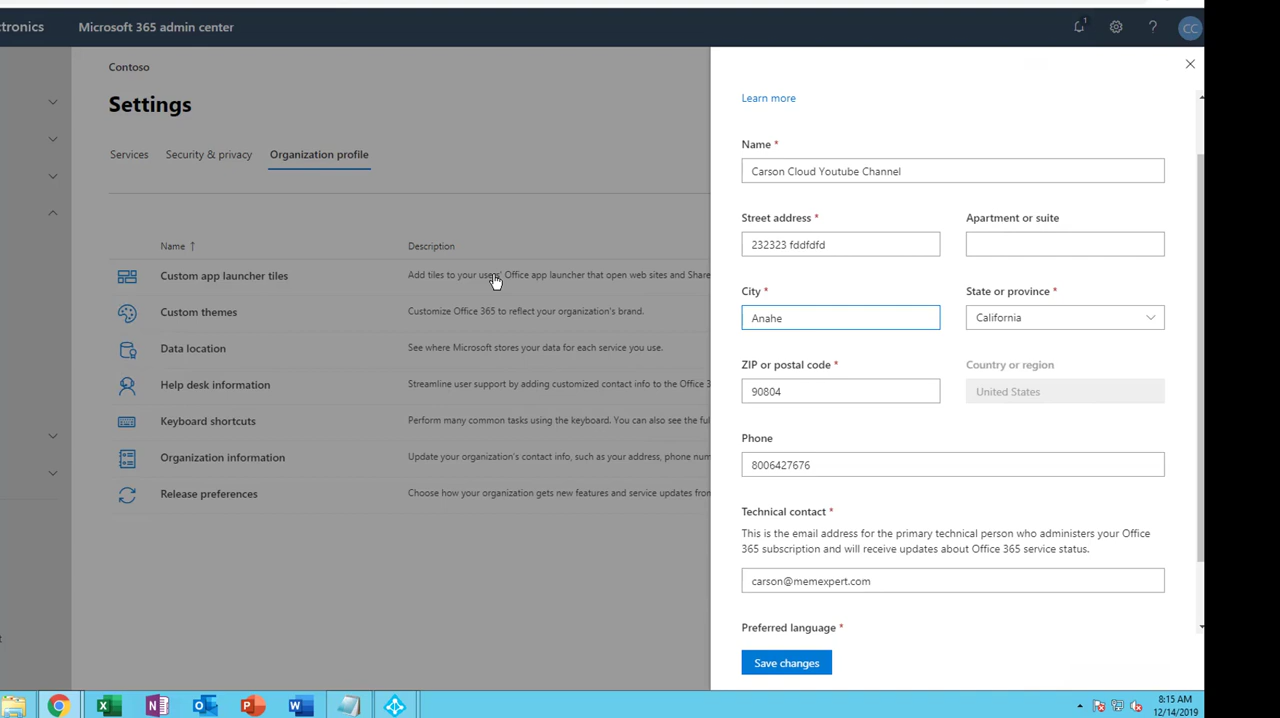 ctronics
Microsoft 365 admin center
1
?
CC
Contoso
Settings
Services
Security & privacy
Organization profile
Name ↑
Description
Custom app launcher tiles
Add tiles to your users' Office app launcher that open web sites and Share
Custom themes
Customize Office 365 to reflect your organization's brand.
Data location
See where Microsoft stores your data for each service you use.
Help desk information
Streamline user support by adding customized contact info to the Office 3
Keyboard shortcuts
Perform many common tasks using the keyboard. You can also see the ful
Organization information
Update your organization's contact info, such as your address, phone num
Release preferences
Choose how your organization gets new features and service updates from
Learn more
Name *
Carson Cloud Youtube Channel
Street address *
Apartment or suite
232323 fddfdfd
City *
State or province *
Anahe
California
ZIP or postal code *
Country or region
90804
United States
Phone
8006427676
Technical contact *
This is the email address for the primary technical person who administers your Office
365 subscription and will receive updates about Office 365 service status.
carson@memexpert.com
Preferred language *
Save changes
8:15 AM
12/14/2019